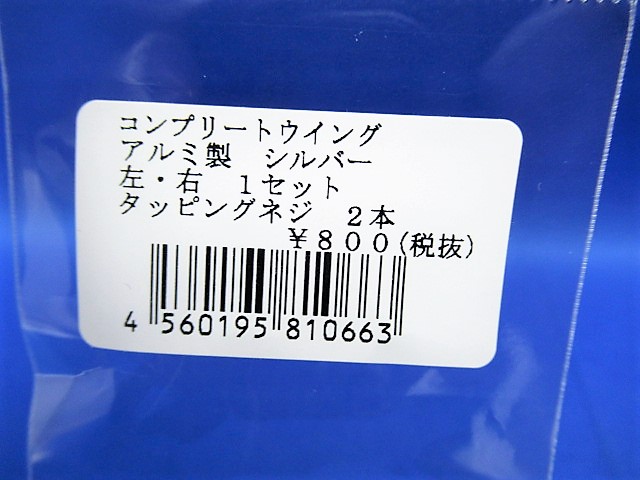 コンプリートウイング
アルミ製　シルバー
左・右　１セット
タッピングネジ　２本
￥８００(税抜)
4 560195 810663